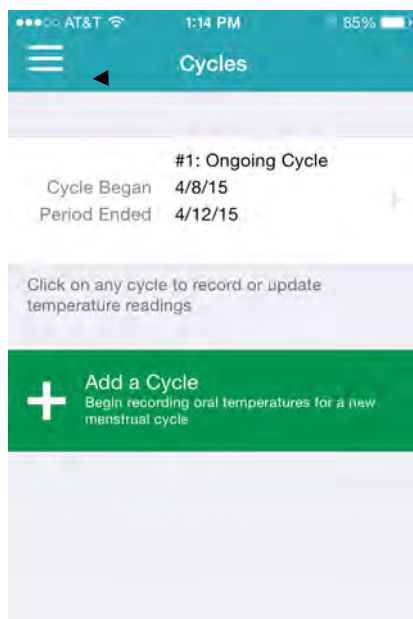 AT&T 1:14 PM 85%
Cycles
#1: Ongoing Cycle
Cycle Began 4/8/15
Period Ended 4/12/15
Click on any cycle to record or update
temperature readings
Add a Cycle
Begin recording oral temperatures for a new
menstrual cycle